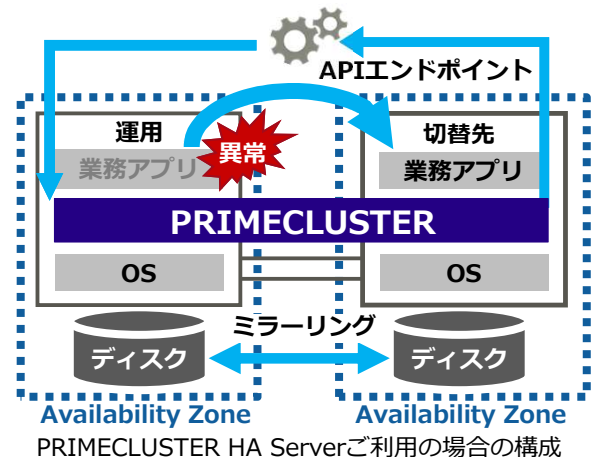 APIエンドポイント
運用
業務アプリ
異常
切替先
業務アプリ
PRIMECLUSTER
OS
OS
ミラーリング
ディスク
ディスク
Availability Zone
Availability Zone
PRIMECLUSTER HA Serverご利用の場合の構成